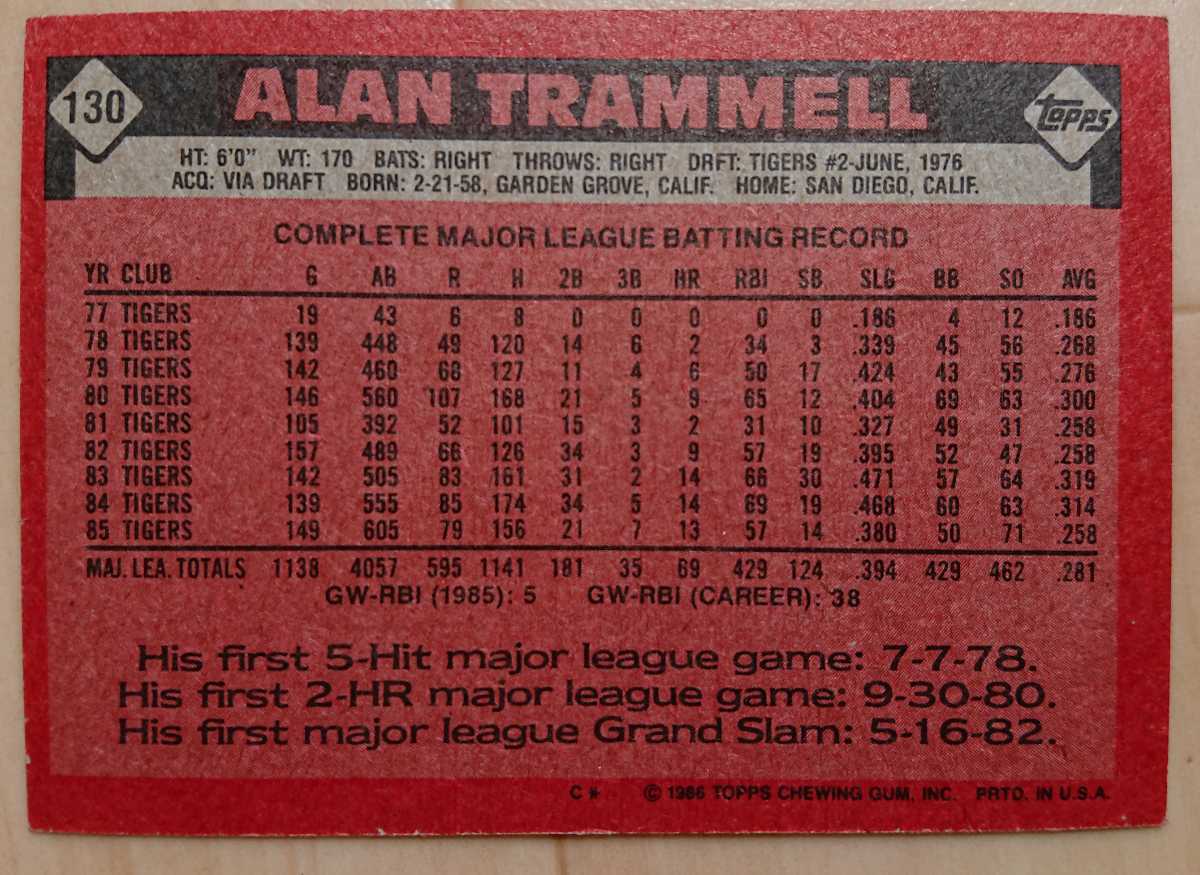 130 ALAN TRAMMELL Topps
HT: 6'0" WT: 170 BATS: RIGHT THROWS: RIGHT DRFT: TIGERS #2-JUNE, 1976
ACQ: VIA DRAFT BORN: 2-21-58, GARDEN GROVE, CALIF. HOME: SAN DIEGO, CALIF.
COMPLETE MAJOR LEAGUE BATTING RECORD
YR CLUB G AB R H 2B 3B HR RBI SB SLG BB SO AVG
77 TIGERS 19 43 6 8 0 0 0 0 0 .186 4 12 .186
78 TIGERS 139 448 49 120 14 6 2 34 3 .339 45 56 .268
79 TIGERS 142 460 68 127 11 4 6 50 17 .424 43 55 .276
80 TIGERS 146 560 107 168 21 5 9 65 12 .404 69 63 .300
81 TIGERS 105 392 52 101 15 3 2 31 10 .327 49 31 .258
82 TIGERS 157 489 66 126 34 3 9 57 19 .395 52 47 .258
83 TIGERS 142 505 83 161 31 2 14 66 30 .471 57 64 .319
84 TIGERS 139 555 85 174 34 5 14 69 19 .468 60 63 .314
85 TIGERS 149 605 79 156 21 7 13 57 14 .380 50 71 .258
MAJ. LEA. TOTALS 1138 4057 595 1141 181 35 69 429 124 .394 429 462 .281
GW-RBI (1985): 5 GW-RBI (CAREER): 38
His first 5-Hit major league game: 7-7-78.
His first 2-HR major league game: 9-30-80.
His first major league Grand Slam: 5-16-82.
C* © 1986 TOPPS CHEWING GUM, INC. PRTD. IN U.S.A.